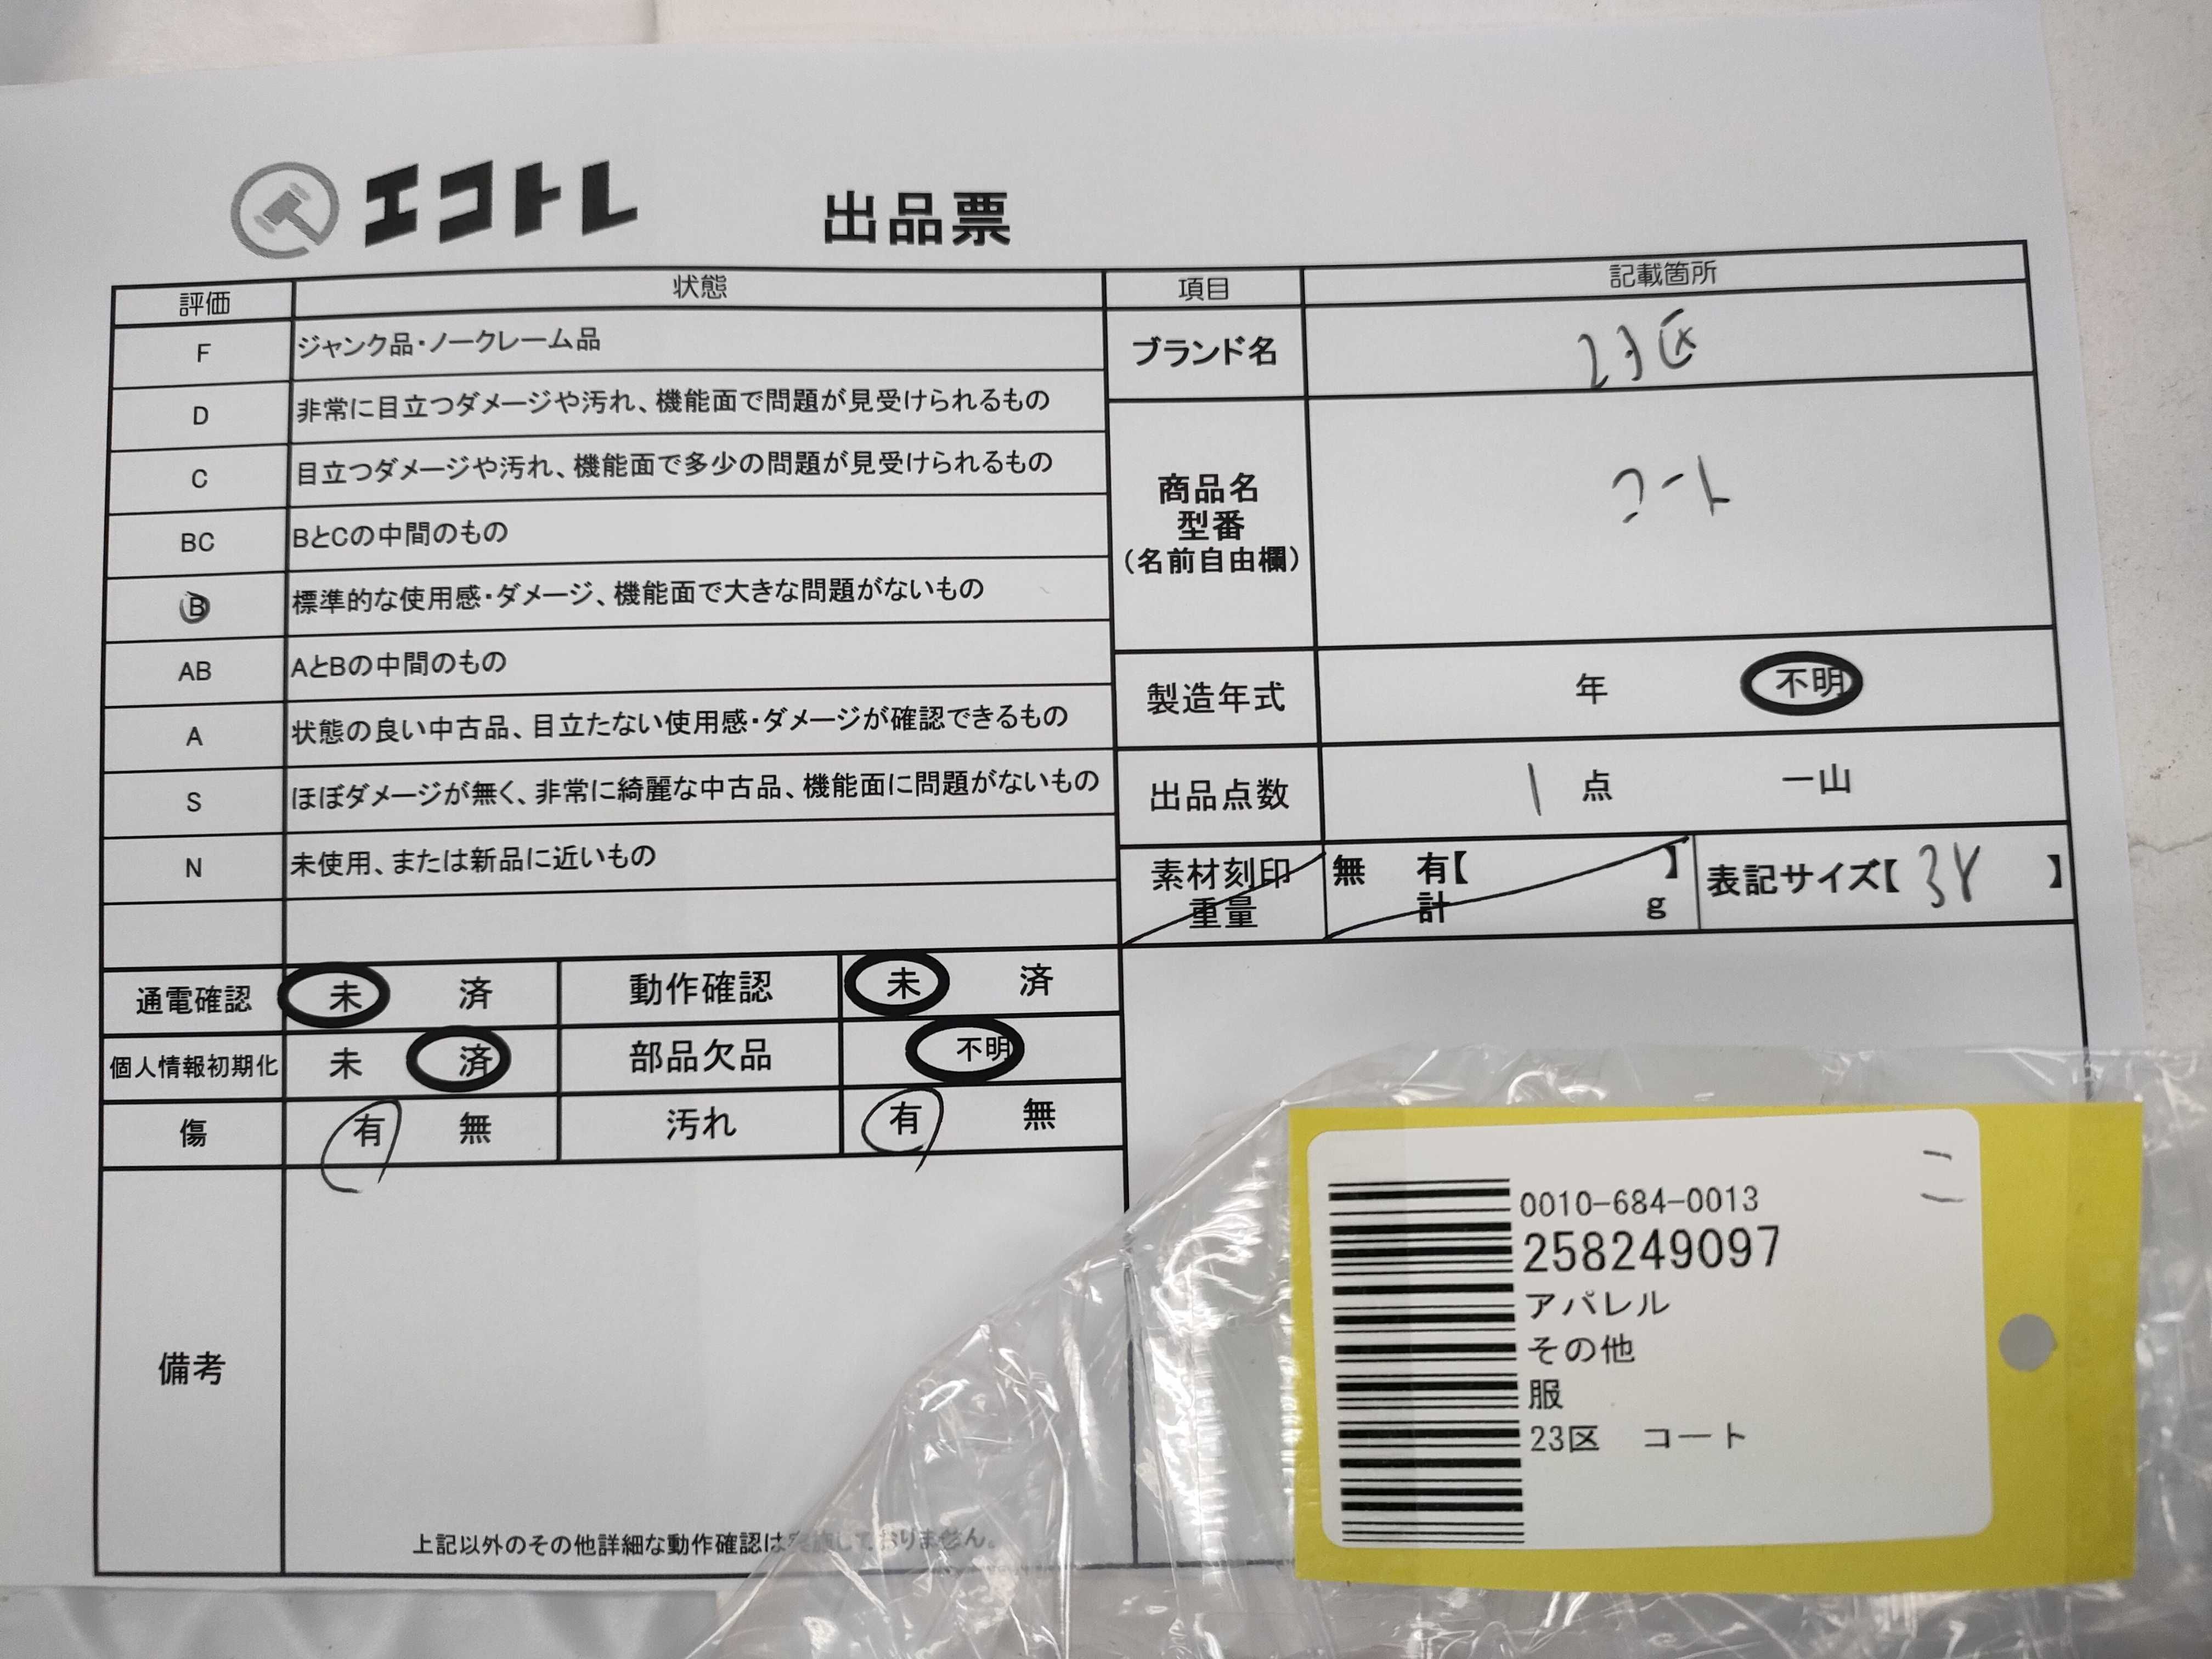 エコトレ 出品票
評価 状態
F ジャンク品・ノークレーム品
D 非常に目立つダメージや汚れ、機能面で問題が見受けられるもの
C 目立つダメージや汚れ、機能面で多少の問題が見受けられるもの
BC BとCの中間のもの
B 標準的な使用感・ダメージ、機能面で大きな問題がないもの
AB AとBの中間のもの
A 状態の良い中古品、目立たない使用感・ダメージが確認できるもの
S ほぼダメージが無く、非常に綺麗な中古品、機能面に問題がないもの
N 未使用、または新品に近いもの
項目 記載箇所
ブランド名 23区
商品名
型番
(名前自由欄)
コート
製造年式 年 不明
出品点数 1 点 一山
素材刻印 無 有【 】
重量 計 g
表記サイズ【 】
通電確認 未 済 動作確認 未 済
個人情報初期化 未 済 部品欠品 不明
傷 有 無 汚れ 有 無
備考
上記以外のその他詳細な動作確認は実施しておりません。
0010-684-0013
258249097
アパレル
その他
服
23区 コート